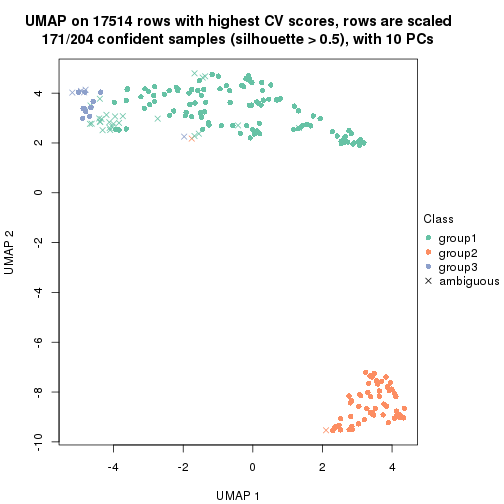 UMAP on 17514 rows with highest CV scores, rows are scaled
171/204 confident samples (silhouette > 0.5), with 10 PCs
4
2
0
-2
-4
-6
-8
-10
UMAP 2
-4
-2
0
2
4
UMAP 1
Class
group1
group2
group3
ambiguous